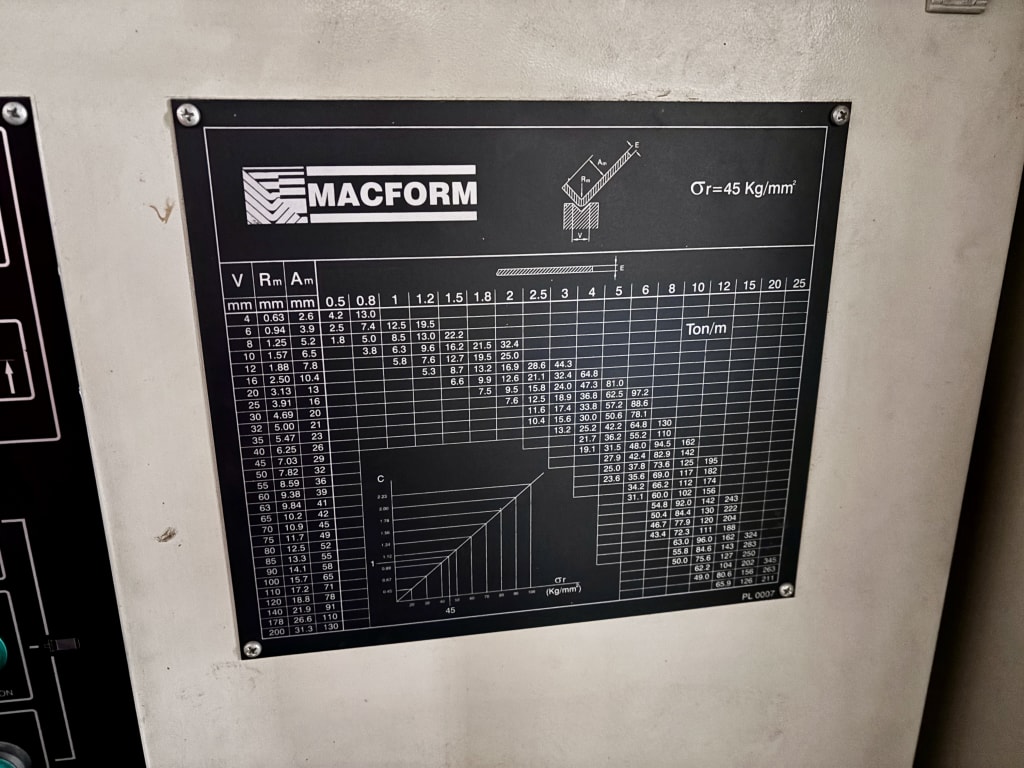 MACFORM
Am
E
Rm
V
σr=45 Kg/mm²
E
V Rm Am
mm mm mm 0.5 0.8 1 1.2 1.5 1.8 2 2.5 3 4 5 6 8 10 12 15 20 25
Ton/m
4 0.63 2.6 4.2 13.0
6 0.94 3.9 2.5 7.4 12.5 19.5
8 1.25 5.2 1.8 5.0 8.5 13.0 22.2
10 1.57 6.5 3.8 6.3 9.6 16.2 21.5 32.4
12 1.88 7.8 5.8 7.6 12.7 19.5 25.0
16 2.50 10.4 5.3 8.7 13.2 16.9 28.6 44.3
20 3.13 13 6.6 9.9 12.6 21.1 32.4 64.8
25 3.91 16 7.5 9.5 15.8 24.0 47.3 81.0
30 4.69 20 7.6 12.5 18.9 36.8 62.5 97.2
32 5.00 21 11.6 17.4 33.8 57.2 88.6
35 5.47 23 10.4 15.6 30.0 50.6 78.1
40 6.25 26 13.2 25.2 42.2 64.8 130
45 7.03 29 21.7 36.2 55.2 110
50 7.82 32 19.1 31.5 48.0 94.5 162
55 8.59 36 27.9 42.4 82.9 142
60 9.38 39 25.0 37.8 73.6 125 195
63 9.84 41 23.6 35.6 69.0 117 182
65 10.2 42 34.2 66.2 112 174
70 10.9 45 31.1 60.0 102 156
75 11.7 49 54.8 92.0 142 243
80 12.5 52 50.4 84.4 130 222
85 13.3 55 46.7 77.9 120 204
90 14.1 58 43.4 72.3 111 188
100 15.7 65 63.0 96.0 162 324
110 17.2 71 55.8 84.6 143 283
120 18.8 78 50.0 75.6 127 250
140 21.9 91 62.2 104 202 345
178 26.6 110 49.0 80.6 156 263
200 31.3 130 65.9 126 211
C
1
σr
(Kg/mm²)
20 30 40 50 60 70 80 90 100
45
PL 0007